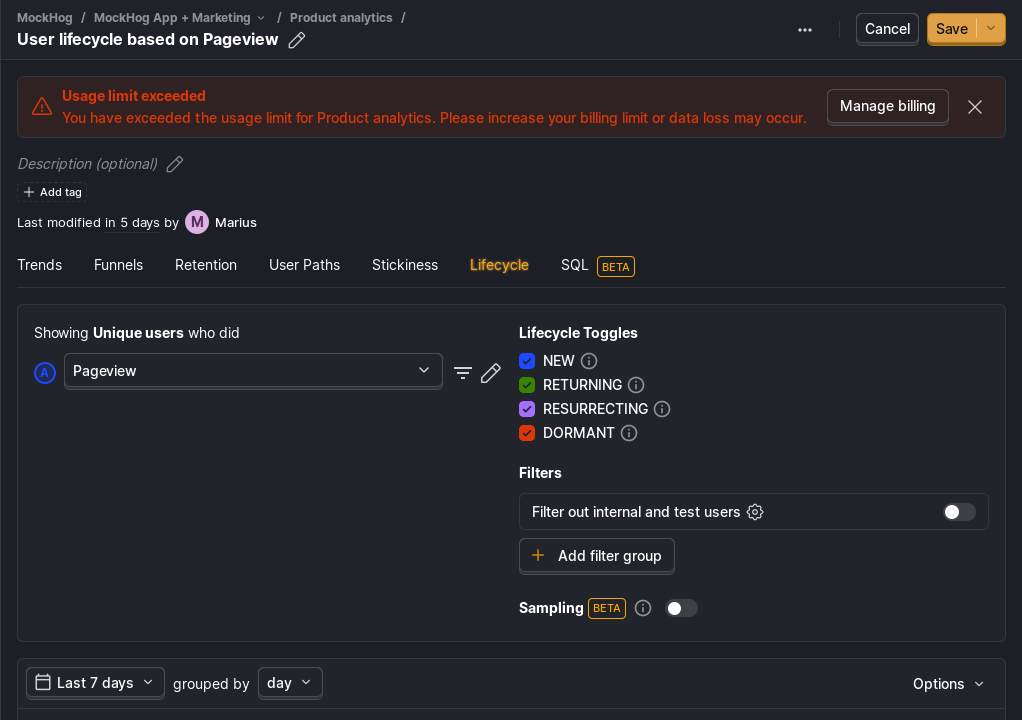 MockHog / MockHog App + Marketing / Product analytics /
User lifecycle based on Pageview
Cancel
Save
Usage limit exceeded
You have exceeded the usage limit for Product analytics. Please increase your billing limit or data loss may occur.
Manage billing
Description (optional)
Add tag
Last modified in 5 days by M Marius
Trends Funnels Retention User Paths Stickiness Lifecycle SQL BETA
Showing Unique users who did
A Pageview
Lifecycle Toggles
NEW
RETURNING
RESURRECTING
DORMANT
Filters
Filter out internal and test users
Add filter group
Sampling BETA
Last 7 days grouped by day
Options